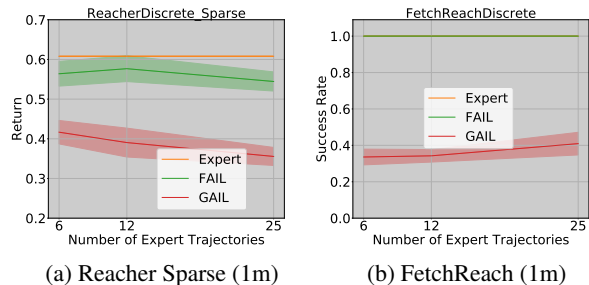 ReacherDiscrete_Sparse
0.7
0.6
0.5
0.4
0.3
0.2
Return
Expert
FAIL
GAIL
6
12
25
Number of Expert Trajectories
(a) Reacher Sparse (1m)
FetchReachDiscrete
1.0
0.8
0.6
0.4
0.2
0.0
Success Rate
Expert
FAIL
GAIL
6
12
25
Number of Expert Trajectories
(b) FetchReach (1m)